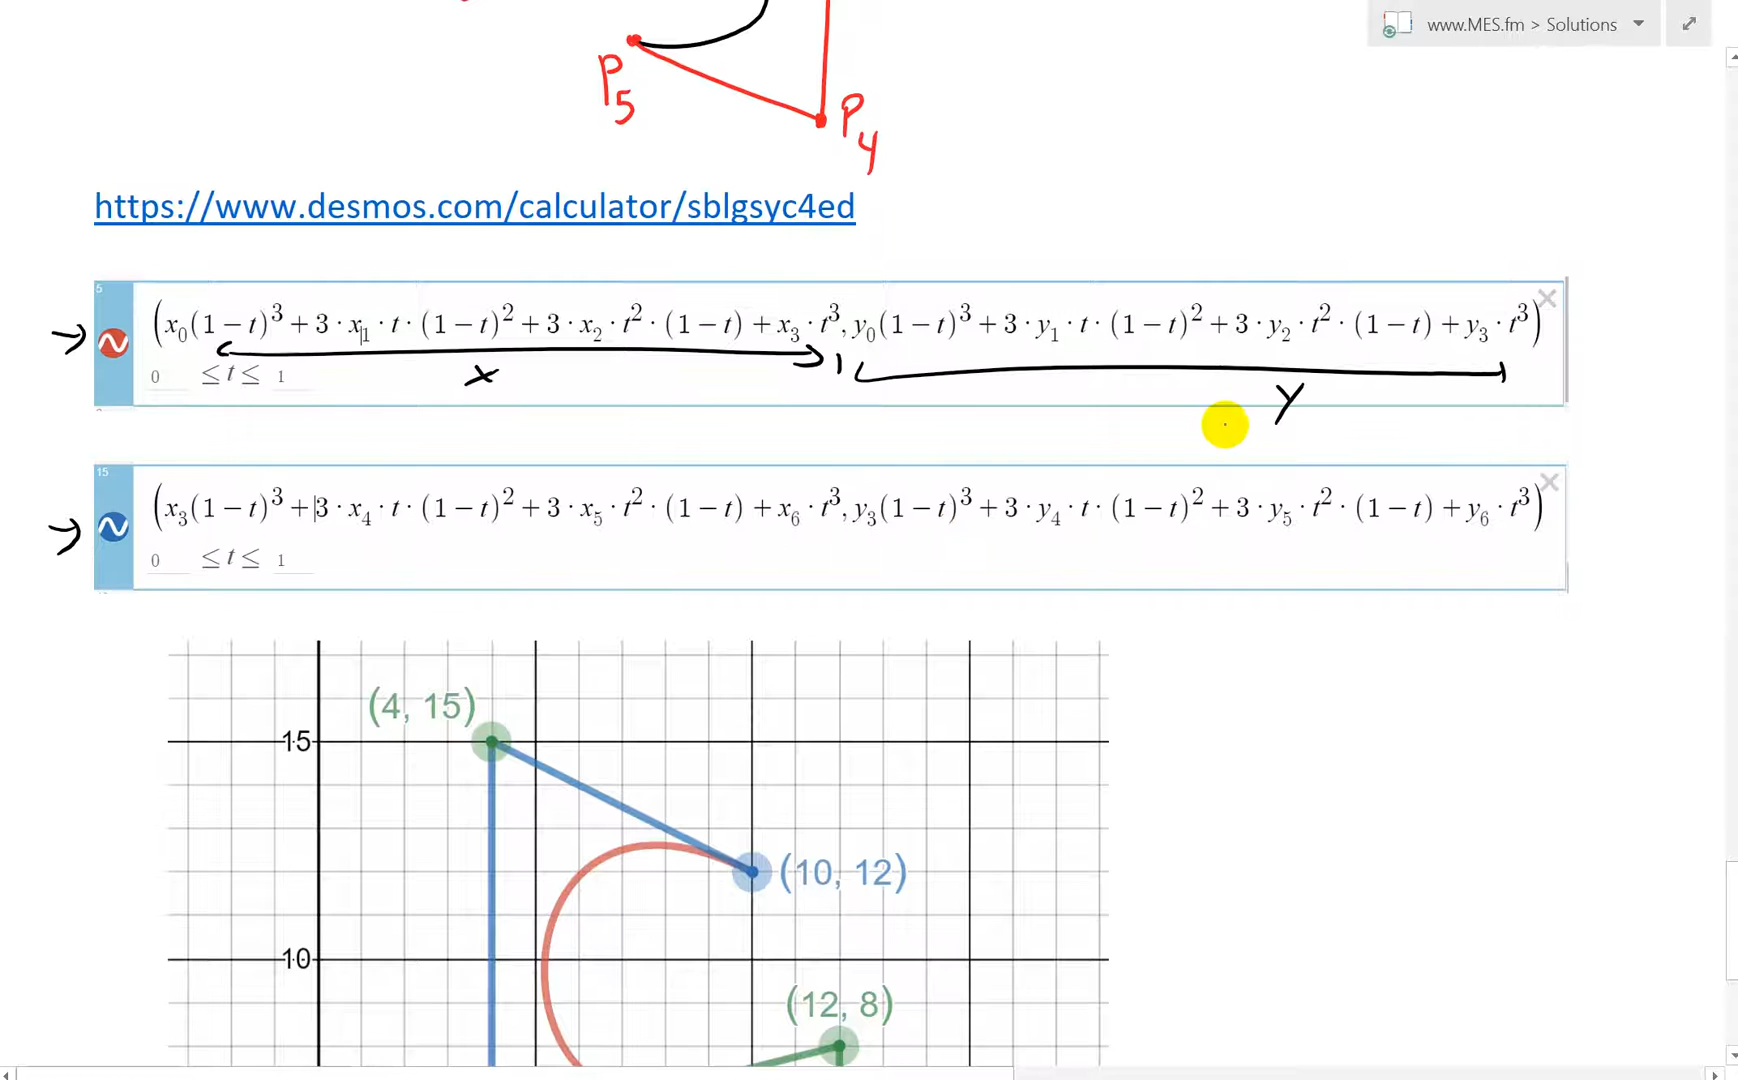 www.MES.fm > Solutions
P5
P4
https://www.desmos.com/calculator/sblgsyc4ed
5
(x₀(1 − t)³ + 3 · x₁ · t · (1 − t)² + 3 · x₂ · t² · (1 − t) + x₃ · t³, y₀(1 − t)³ + 3 · y₁ · t · (1 − t)² + 3 · y₂ · t² · (1 − t) + y₃ · t³)
0 ≤ t ≤ 1
x , y
15
(x₃(1 − t)³ + 3 · x₄ · t · (1 − t)² + 3 · x₅ · t² · (1 − t) + x₆ · t³, y₃(1 − t)³ + 3 · y₄ · t · (1 − t)² + 3 · y₅ · t² · (1 − t) + y₆ · t³)
0 ≤ t ≤ 1
(4, 15)
15
(10, 12)
10
(12, 8)